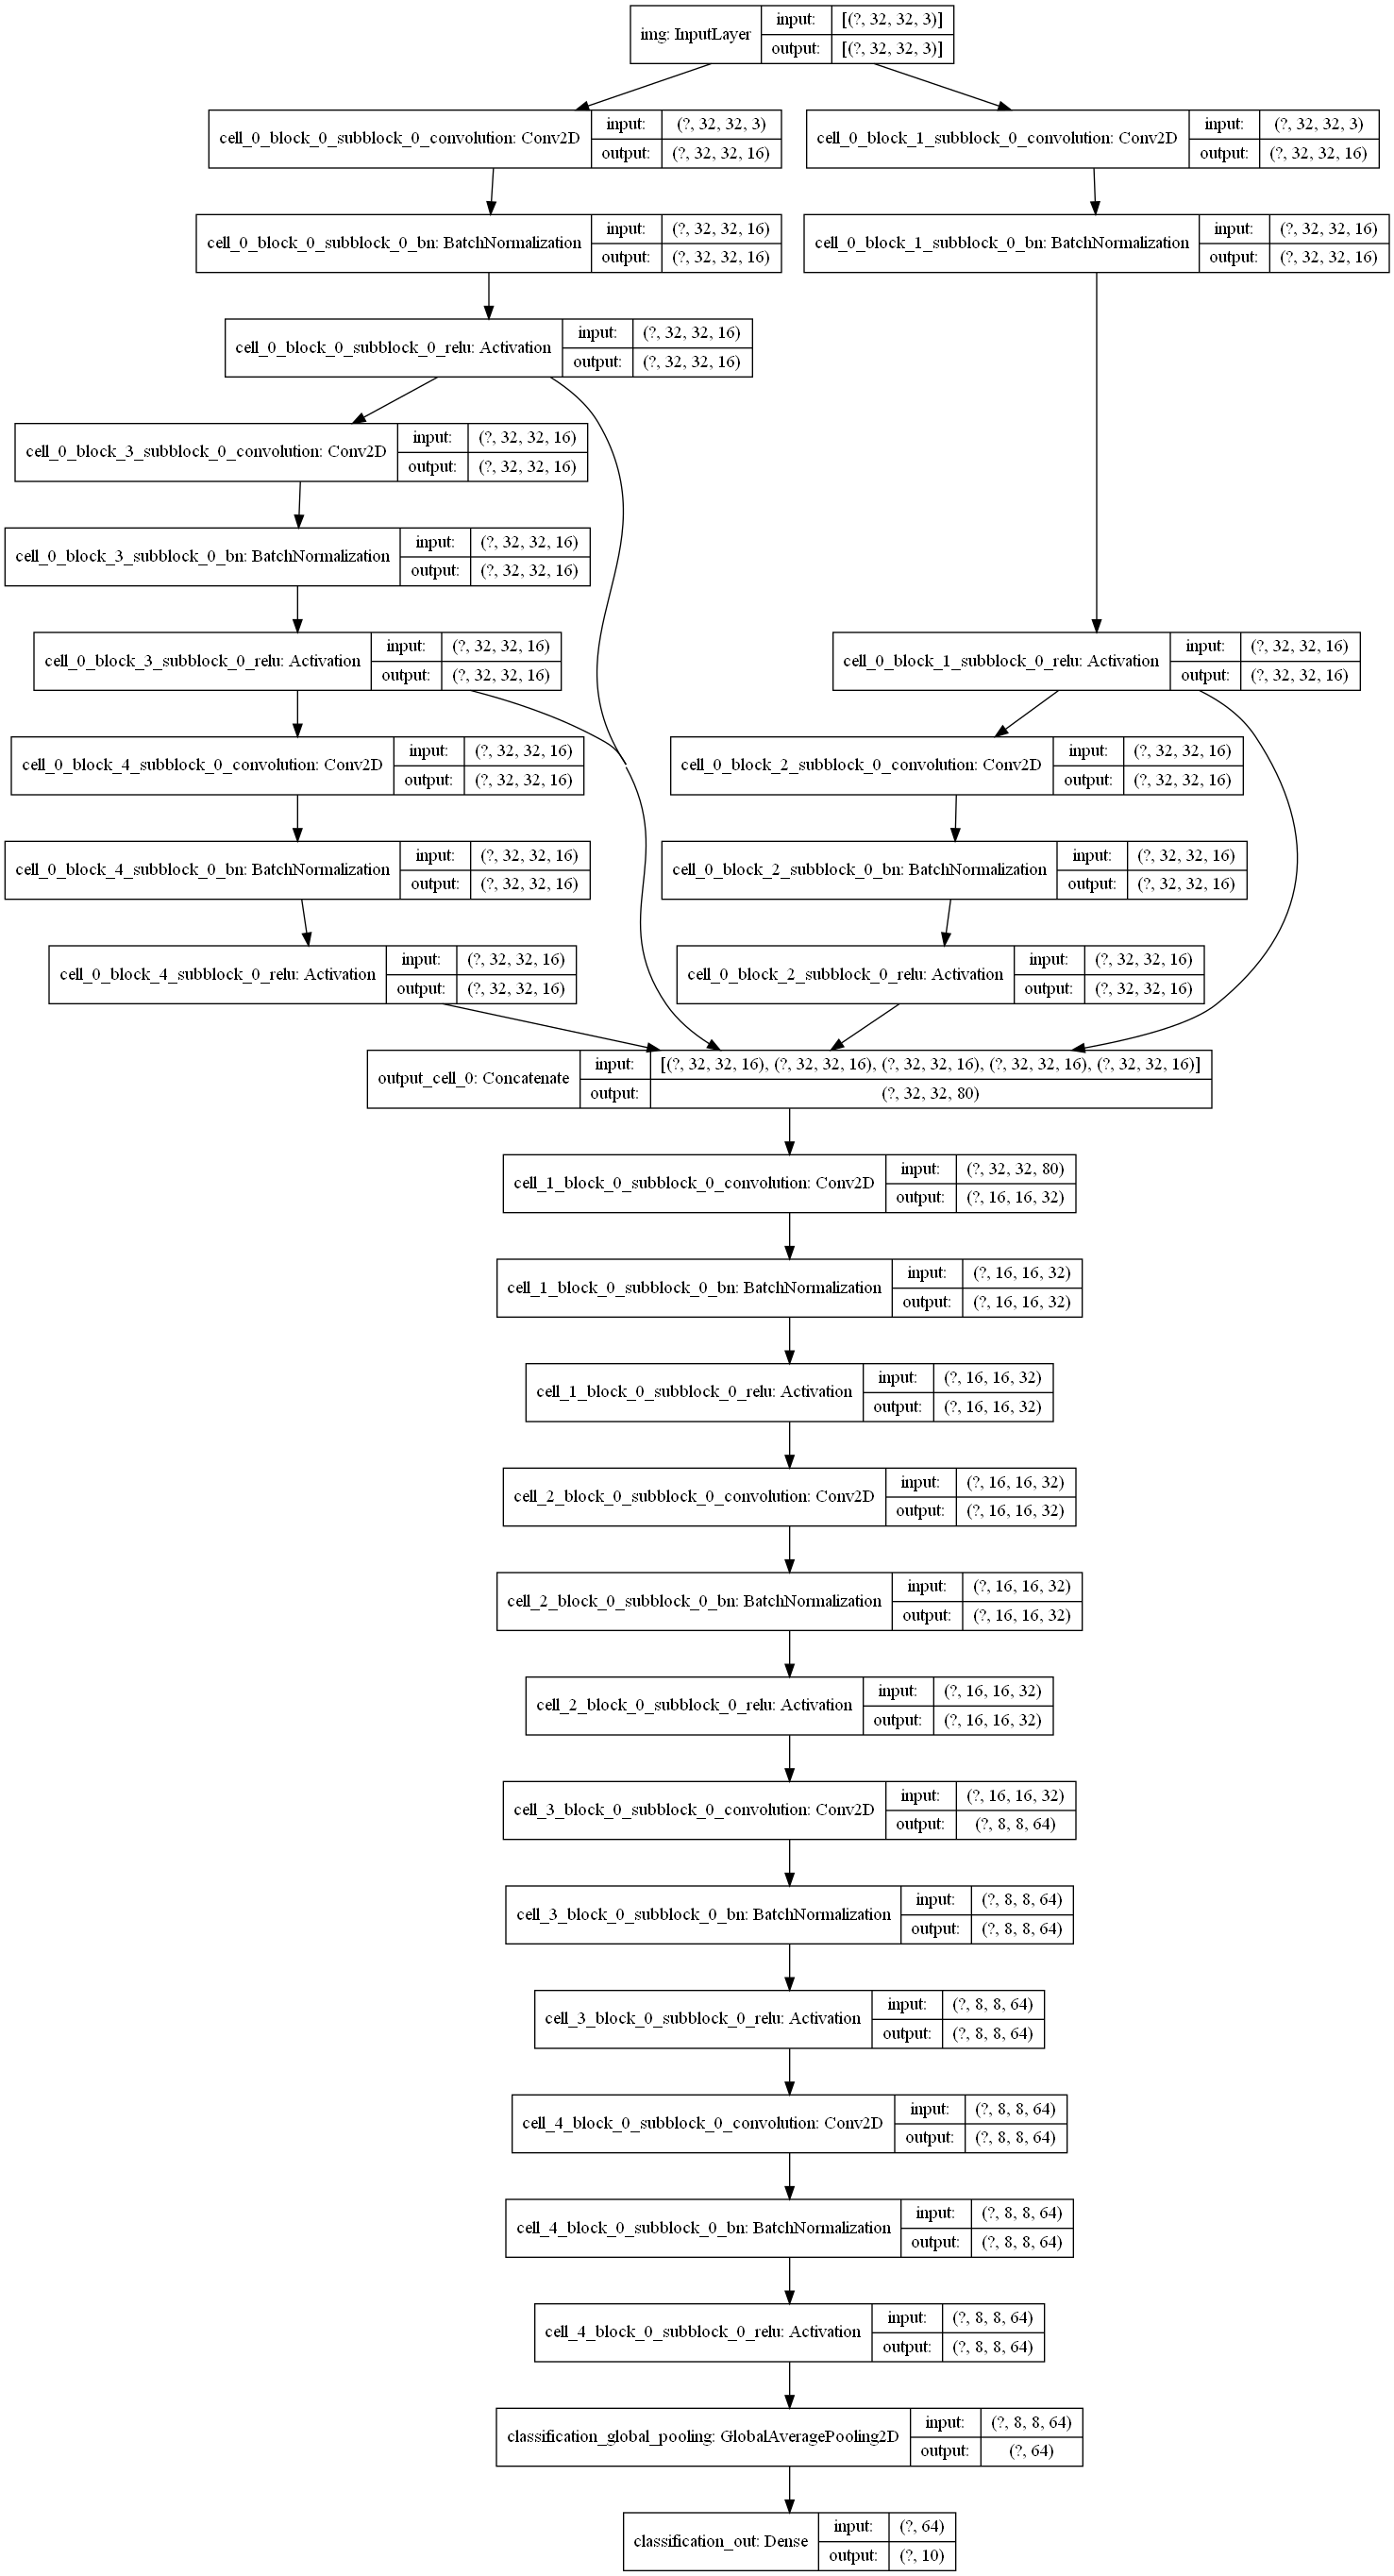 img: InputLayer
input: [(?, 32, 32, 3)]
output: [(?, 32, 32, 3)]
cell_0_block_0_subblock_0_convolution: Conv2D
input: (?, 32, 32, 3)
output: (?, 32, 32, 16)
cell_0_block_1_subblock_0_convolution: Conv2D
input: (?, 32, 32, 3)
output: (?, 32, 32, 16)
cell_0_block_0_subblock_0_bn: BatchNormalization
input: (?, 32, 32, 16)
output: (?, 32, 32, 16)
cell_0_block_1_subblock_0_bn: BatchNormalization
input: (?, 32, 32, 16)
output: (?, 32, 32, 16)
cell_0_block_0_subblock_0_relu: Activation
input: (?, 32, 32, 16)
output: (?, 32, 32, 16)
cell_0_block_3_subblock_0_convolution: Conv2D
input: (?, 32, 32, 16)
output: (?, 32, 32, 16)
cell_0_block_3_subblock_0_bn: BatchNormalization
input: (?, 32, 32, 16)
output: (?, 32, 32, 16)
cell_0_block_3_subblock_0_relu: Activation
input: (?, 32, 32, 16)
output: (?, 32, 32, 16)
cell_0_block_1_subblock_0_relu: Activation
input: (?, 32, 32, 16)
output: (?, 32, 32, 16)
cell_0_block_4_subblock_0_convolution: Conv2D
input: (?, 32, 32, 16)
output: (?, 32, 32, 16)
cell_0_block_2_subblock_0_convolution: Conv2D
input: (?, 32, 32, 16)
output: (?, 32, 32, 16)
cell_0_block_4_subblock_0_bn: BatchNormalization
input: (?, 32, 32, 16)
output: (?, 32, 32, 16)
cell_0_block_2_subblock_0_bn: BatchNormalization
input: (?, 32, 32, 16)
output: (?, 32, 32, 16)
cell_0_block_4_subblock_0_relu: Activation
input: (?, 32, 32, 16)
output: (?, 32, 32, 16)
cell_0_block_2_subblock_0_relu: Activation
input: (?, 32, 32, 16)
output: (?, 32, 32, 16)
output_cell_0: Concatenate
input: [(?, 32, 32, 16), (?, 32, 32, 16), (?, 32, 32, 16), (?, 32, 32, 16), (?, 32, 32, 16)]
output: (?, 32, 32, 80)
cell_1_block_0_subblock_0_convolution: Conv2D
input: (?, 32, 32, 80)
output: (?, 16, 16, 32)
cell_1_block_0_subblock_0_bn: BatchNormalization
input: (?, 16, 16, 32)
output: (?, 16, 16, 32)
cell_1_block_0_subblock_0_relu: Activation
input: (?, 16, 16, 32)
output: (?, 16, 16, 32)
cell_2_block_0_subblock_0_convolution: Conv2D
input: (?, 16, 16, 32)
output: (?, 16, 16, 32)
cell_2_block_0_subblock_0_bn: BatchNormalization
input: (?, 16, 16, 32)
output: (?, 16, 16, 32)
cell_2_block_0_subblock_0_relu: Activation
input: (?, 16, 16, 32)
output: (?, 16, 16, 32)
cell_3_block_0_subblock_0_convolution: Conv2D
input: (?, 16, 16, 32)
output: (?, 8, 8, 64)
cell_3_block_0_subblock_0_bn: BatchNormalization
input: (?, 8, 8, 64)
output: (?, 8, 8, 64)
cell_3_block_0_subblock_0_relu: Activation
input: (?, 8, 8, 64)
output: (?, 8, 8, 64)
cell_4_block_0_subblock_0_convolution: Conv2D
input: (?, 8, 8, 64)
output: (?, 8, 8, 64)
cell_4_block_0_subblock_0_bn: BatchNormalization
input: (?, 8, 8, 64)
output: (?, 8, 8, 64)
cell_4_block_0_subblock_0_relu: Activation
input: (?, 8, 8, 64)
output: (?, 8, 8, 64)
classification_global_pooling: GlobalAveragePooling2D
input: (?, 8, 8, 64)
output: (?, 64)
classification_out: Dense
input: (?, 64)
output: (?, 10)